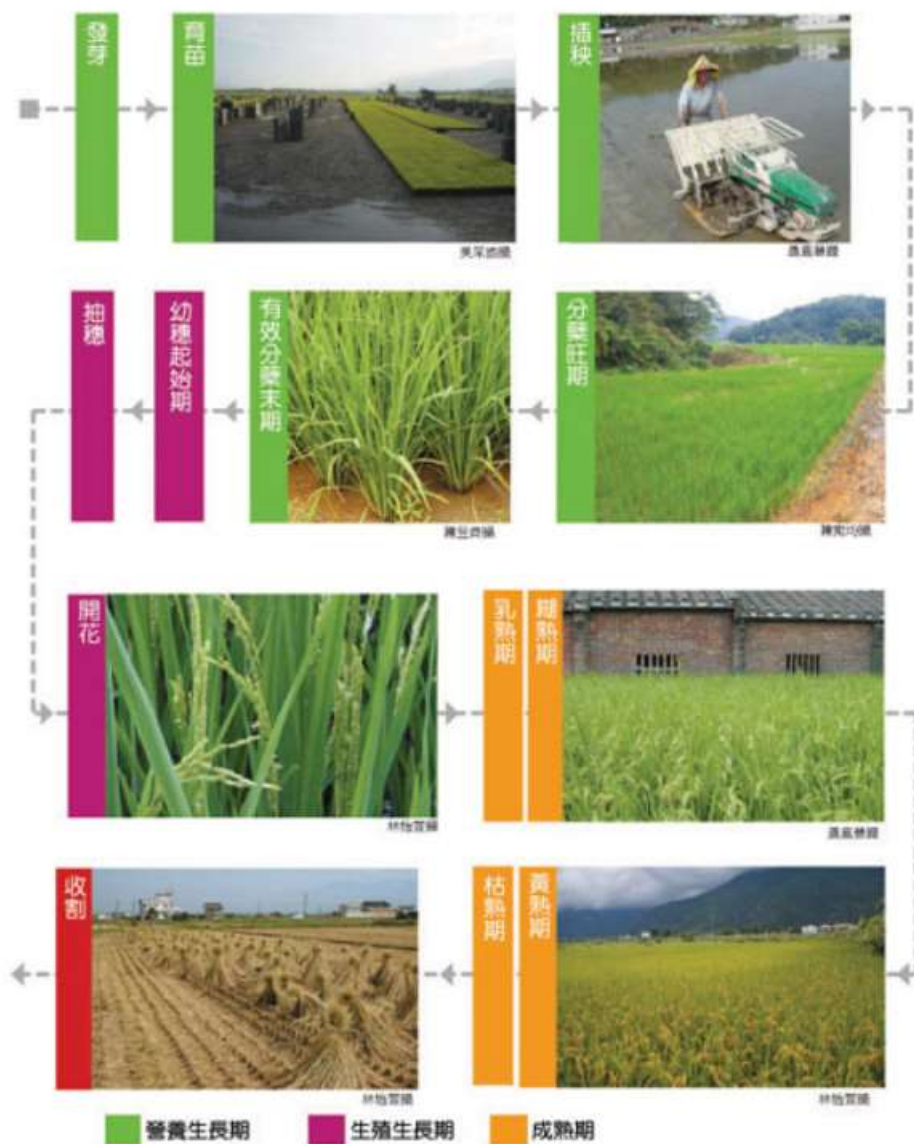 發芽
育苗
插秧
分蘗旺期
有效分蘗末期
幼穗起始期
抽穗
開花
乳熟期
糊熟期
黃熟期
枯熟期
收割
營養生長期
生殖生長期
成熟期